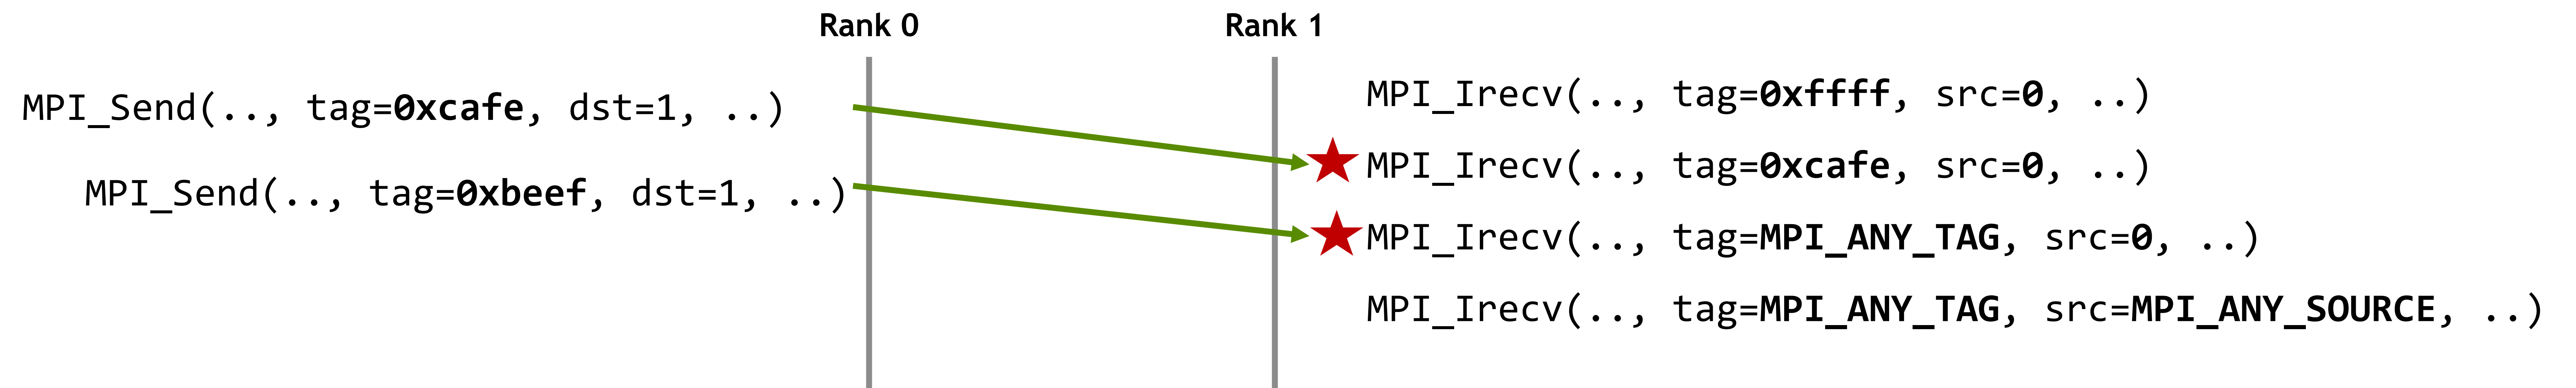 Rank 0
Rank 1
MPI_Send(.., tag=0xcafe, dst=1, ..)
MPI_Send(.., tag=0xbeef, dst=1, ..)
MPI_Irecv(.., tag=0xffff, src=0, ..)
MPI_Irecv(.., tag=0xcafe, src=0, ..)
MPI_Irecv(.., tag=MPI_ANY_TAG, src=0, ..)
MPI_Irecv(.., tag=MPI_ANY_TAG, src=MPI_ANY_SOURCE, ..)